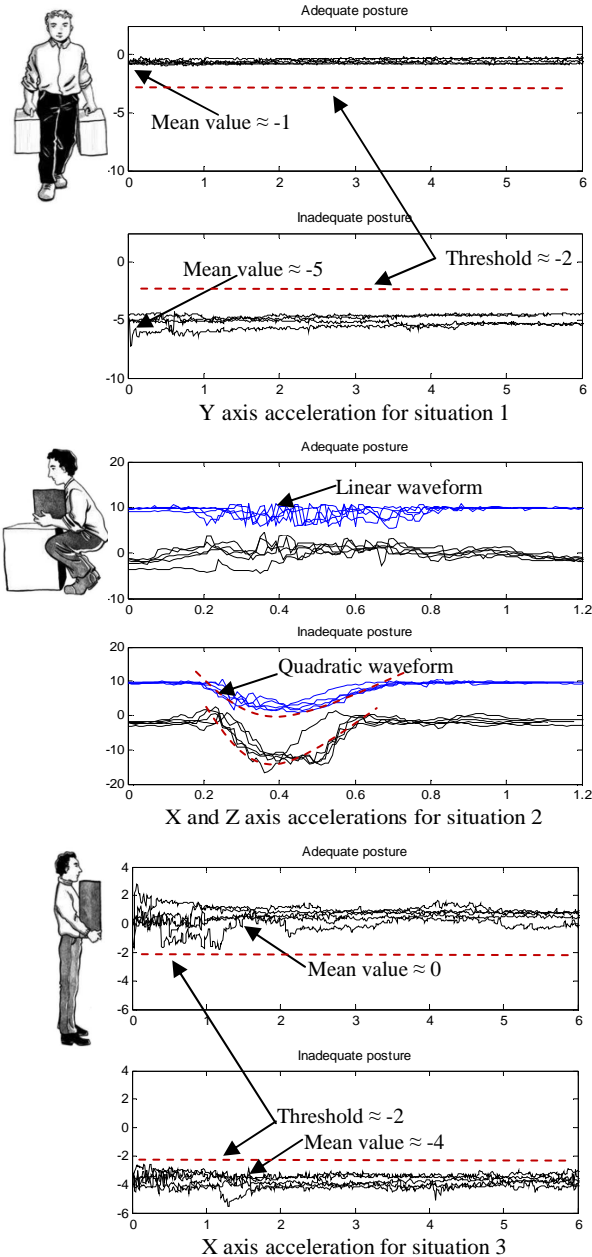 Adequate posture
0
-5
-10
Mean value ≈ -1
0 1 2 3 4 5 6
Inadequate posture
0
-5
-10
Mean value ≈ -5
Threshold ≈ -2
0 1 2 3 4 5 6
Y axis acceleration for situation 1
Adequate posture
20
10
0
-10
Linear waveform
0 0.2 0.4 0.6 0.8 1 1.2
Inadequate posture
20
10
0
-10
-20
Quadratic waveform
0 0.2 0.4 0.6 0.8 1 1.2
X and Z axis accelerations for situation 2
Adequate posture
4
2
0
-2
-4
-6
Mean value ≈ 0
0 1 2 3 4 5 6
Inadequate posture
4
2
0
-2
-4
-6
Threshold ≈ -2
Mean value ≈ -4
0 1 2 3 4 5 6
X axis acceleration for situation 3